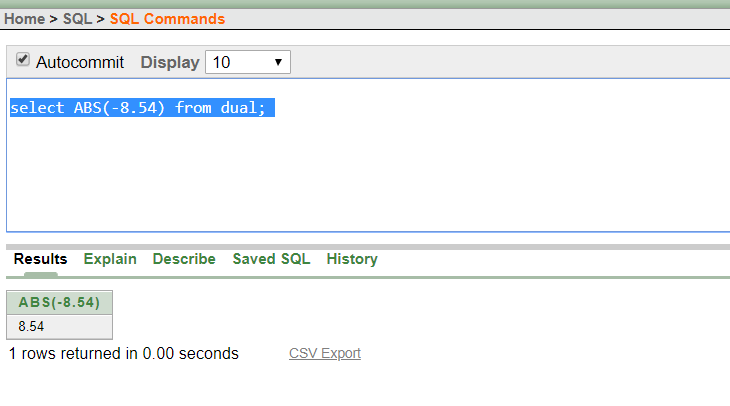 Home > SQL > SQL Commands
Autocommit Display 10
select ABS(-8.54) from dual;
Results Explain Describe Saved SQL History
ABS(-8.54)
8.54
1 rows returned in 0.00 seconds CSV Export